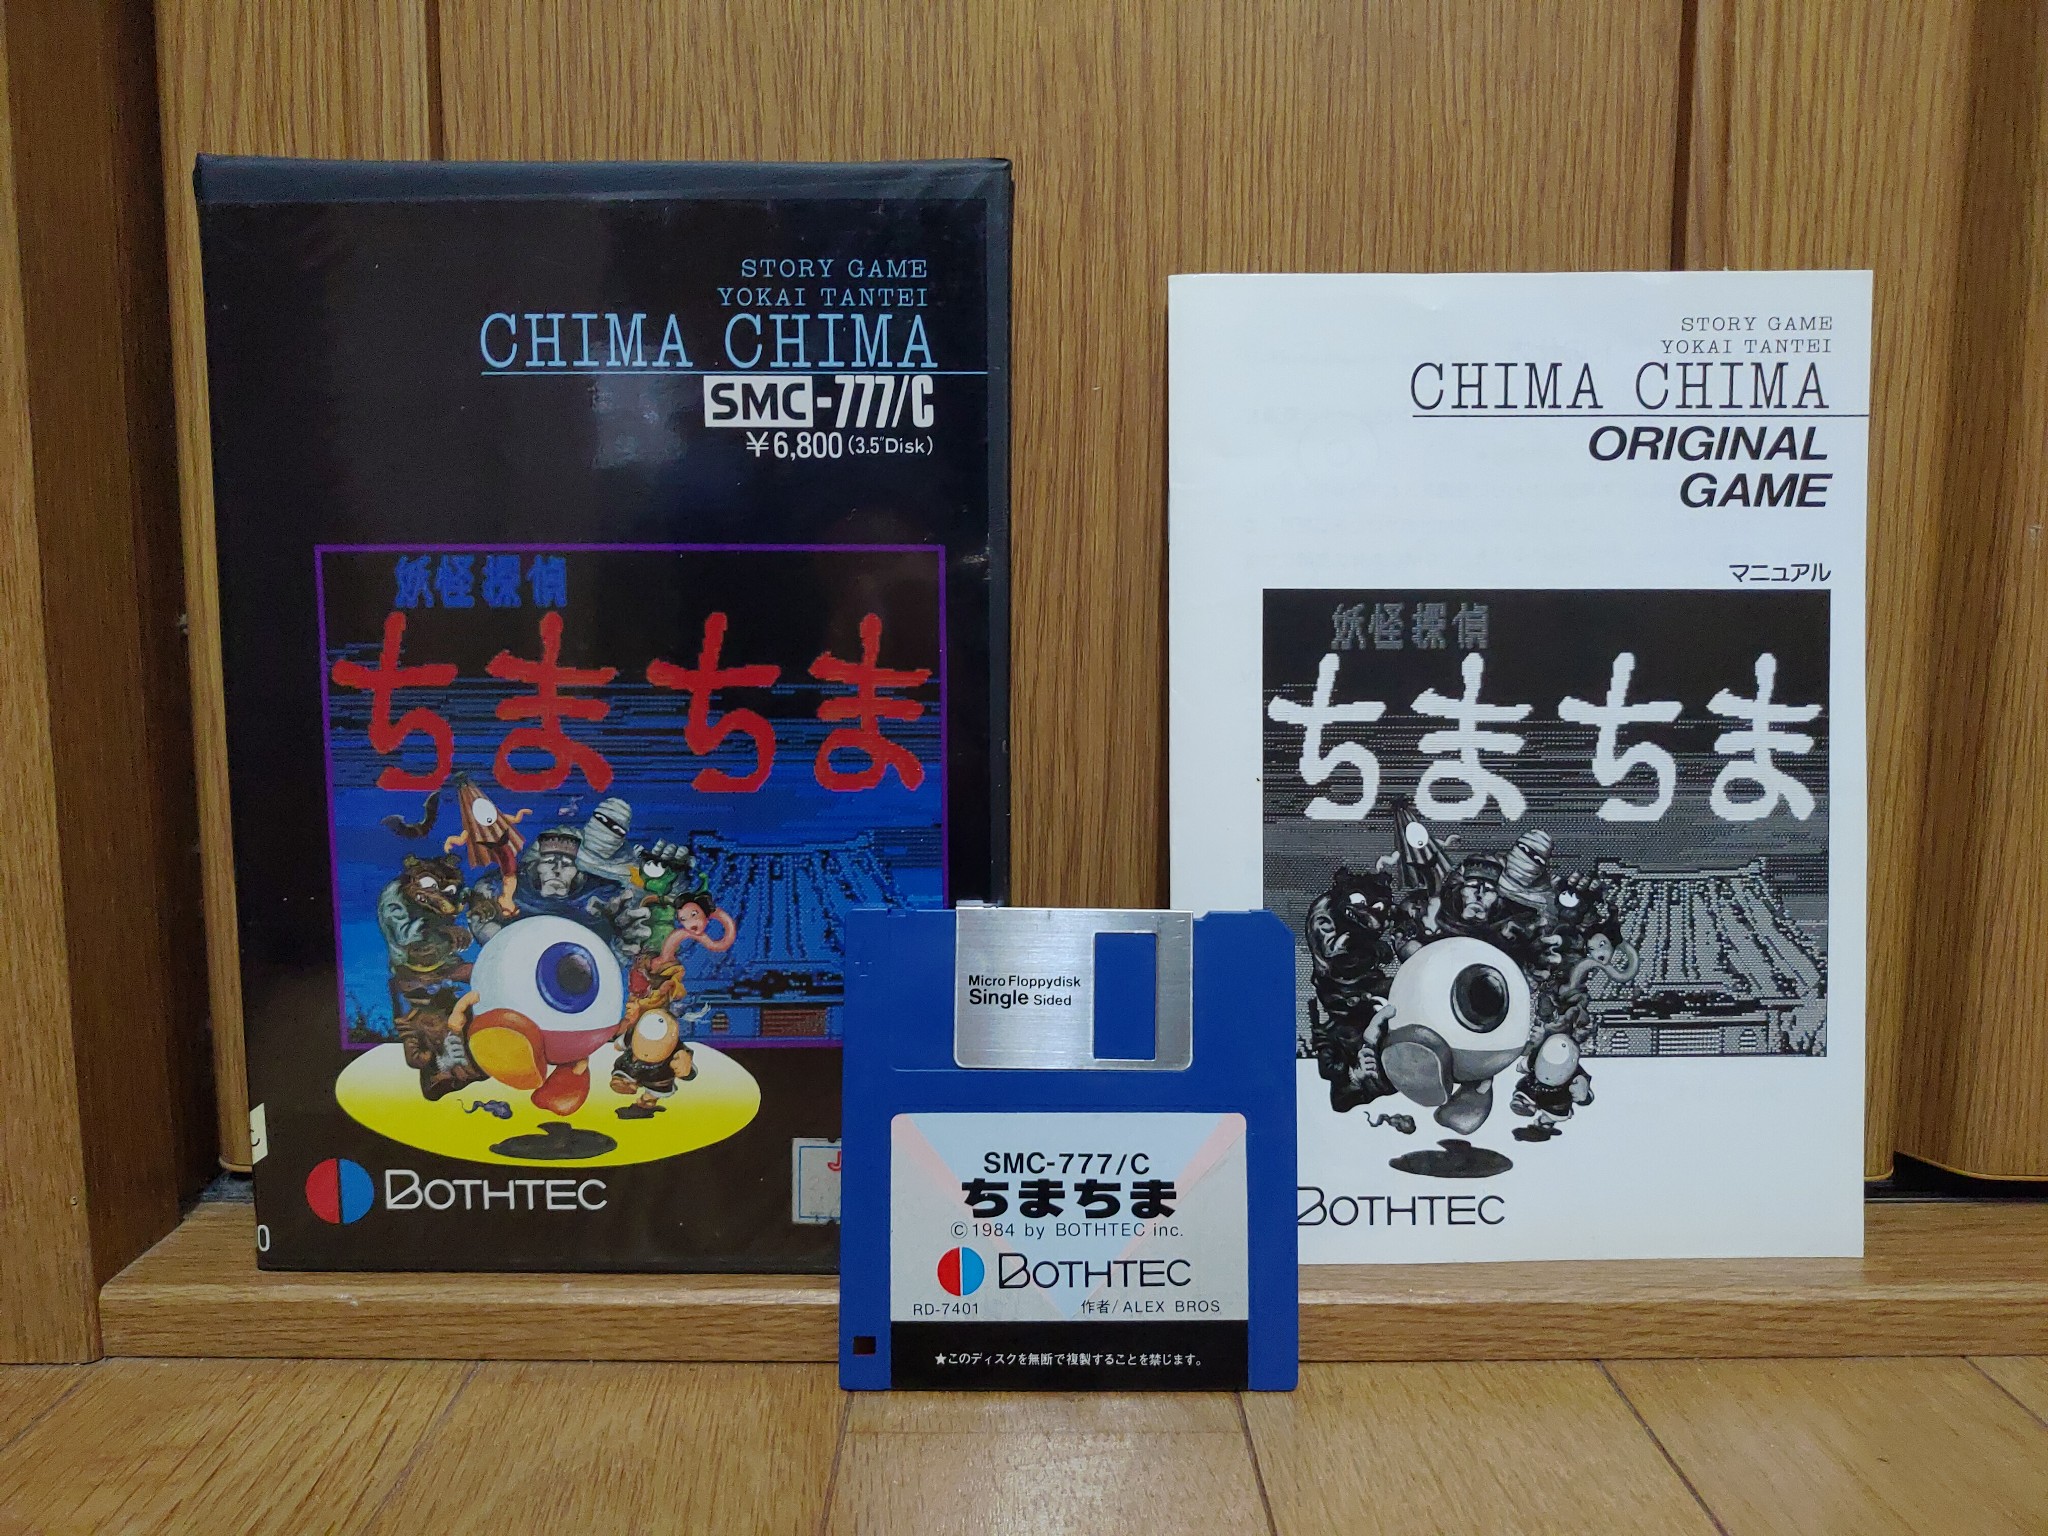 STORY GAME
YOKAI TANTEI
CHIMA CHIMA
SMC-777/C
¥6,800(3.5"Disk)
妖怪探偵
ちまちま
BOTHTEC
STORY GAME
YOKAI TANTEI
CHIMA CHIMA
ORIGINAL
GAME
マニュアル
妖怪探偵
ちまちま
BOTHTEC
Micro Floppydisk
Single Sided
SMC-777/C
ちまちま
©1984 by BOTHTEC inc.
BOTHTEC
RD-7401 作者/ALEX BROS
★このディスクを無断で複製することを禁じます。